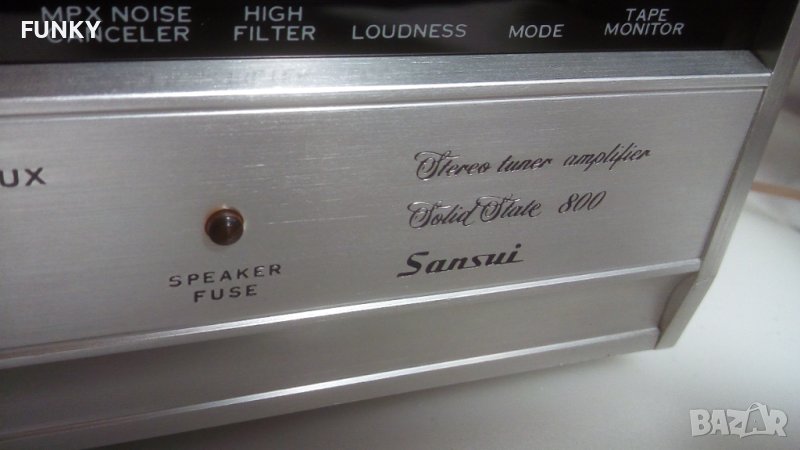 FUNKY
MPX NOISE
CANCELER
HIGH
FILTER
LOUDNESS
MODE
TAPE
MONITOR
UX
SPEAKER
FUSE
Stereo tuner amplifier
Solid State 800
Sansui
BAZAR